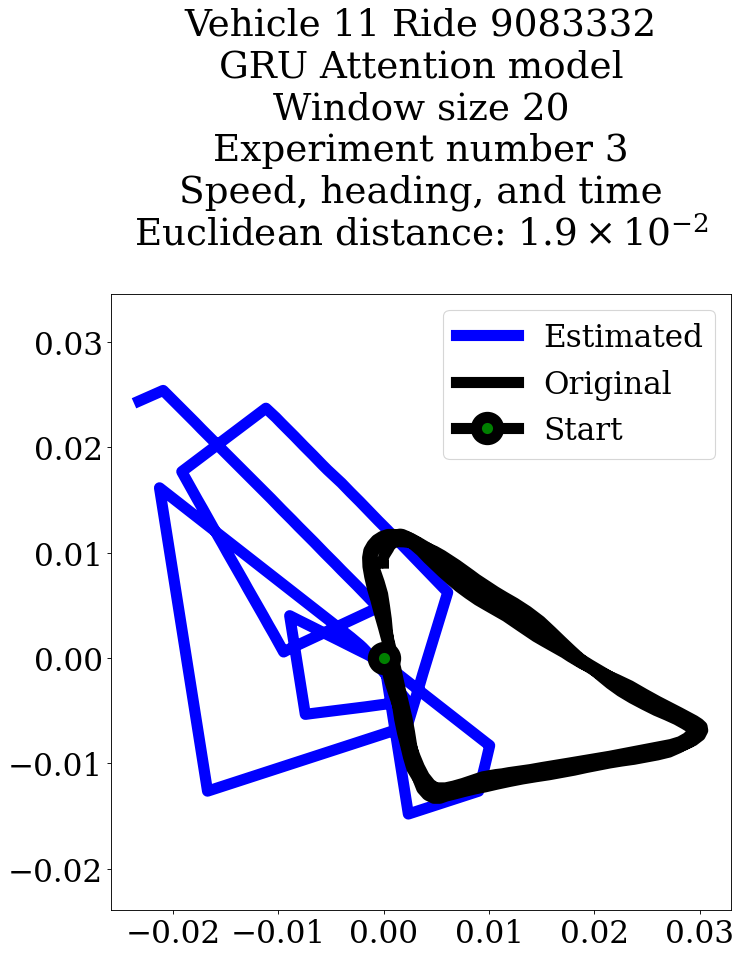 Vehicle 11 Ride 9083332
GRU Attention model
Window size 20
Experiment number 3
Speed, heading, and time
Euclidean distance: 1.9 × 10⁻²
Estimated
Original
Start
0.03
0.02
0.01
0.00
−0.01
−0.02
−0.02 −0.01 0.00 0.01 0.02 0.03